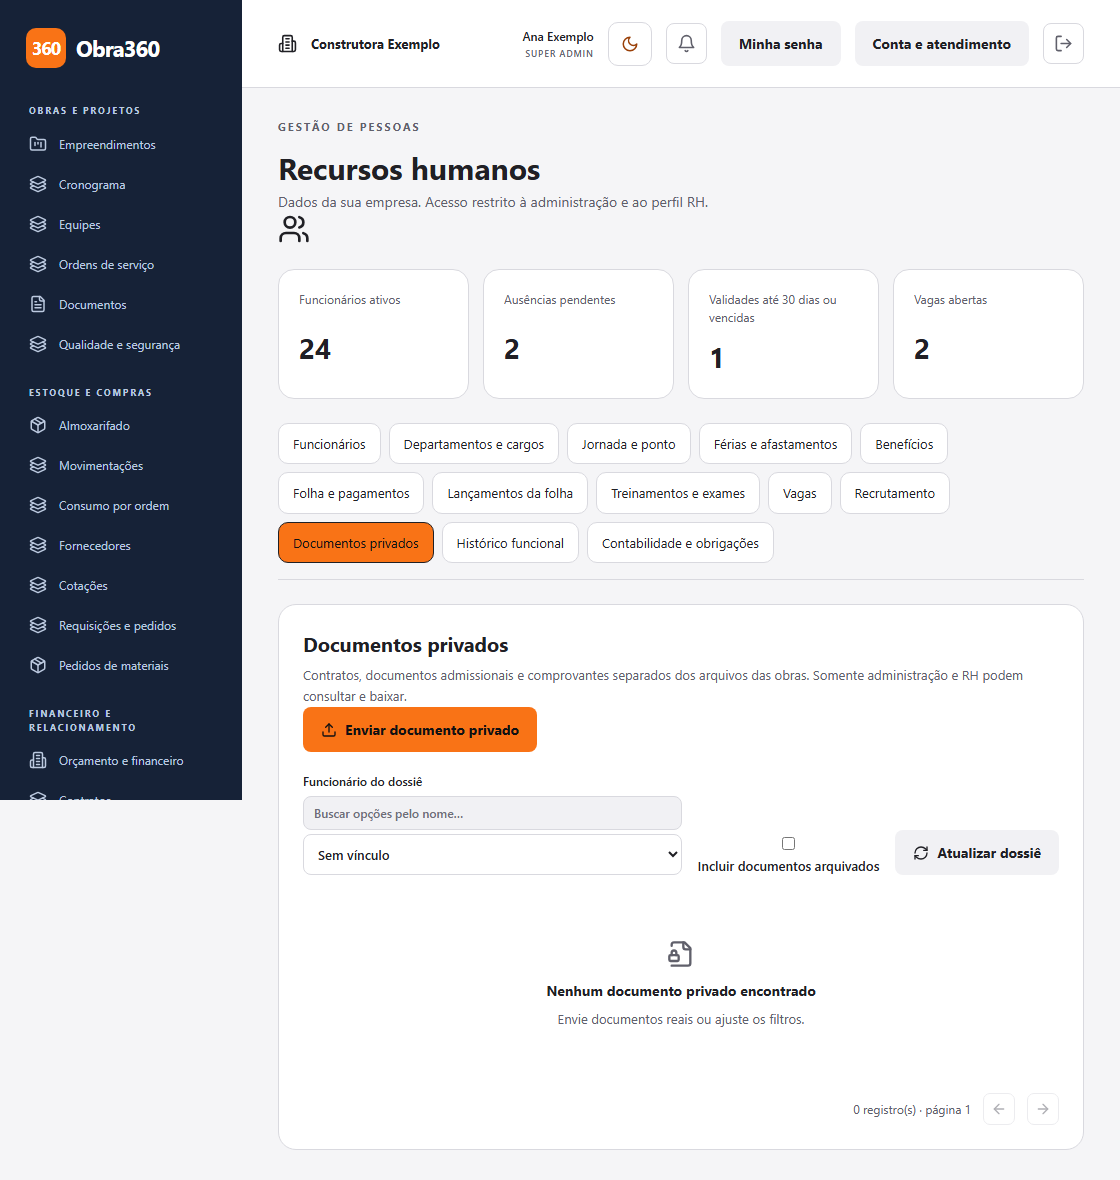 360 Obra360
OBRAS E PROJETOS
Empreendimentos
Cronograma
Equipes
Ordens de serviço
Documentos
Qualidade e segurança
ESTOQUE E COMPRAS
Almoxarifado
Movimentações
Consumo por ordem
Fornecedores
Cotações
Requisições e pedidos
Pedidos de materiais
FINANCEIRO E
RELACIONAMENTO
Orçamento e financeiro
Construtora Exemplo
Ana Exemplo
SUPER ADMIN
Minha senha
Conta e atendimento
GESTÃO DE PESSOAS
Recursos humanos
Dados da sua empresa. Acesso restrito à administração e ao perfil RH.
Funcionários ativos
24
Ausências pendentes
2
Validades até 30 dias ou
vencidas
1
Vagas abertas
2
Funcionários
Departamentos e cargos
Jornada e ponto
Férias e afastamentos
Benefícios
Folha e pagamentos
Lançamentos da folha
Treinamentos e exames
Vagas
Recrutamento
Documentos privados
Histórico funcional
Contabilidade e obrigações
Documentos privados
Contratos, documentos admissionais e comprovantes separados dos arquivos das obras. Somente administração e RH podem
consultar e baixar.
Enviar documento privado
Funcionário do dossiê
Buscar opções pelo nome...
Sem vínculo
Incluir documentos arquivados
Atualizar dossiê
Nenhum documento privado encontrado
Envie documentos reais ou ajuste os filtros.
0 registro(s) · página 1